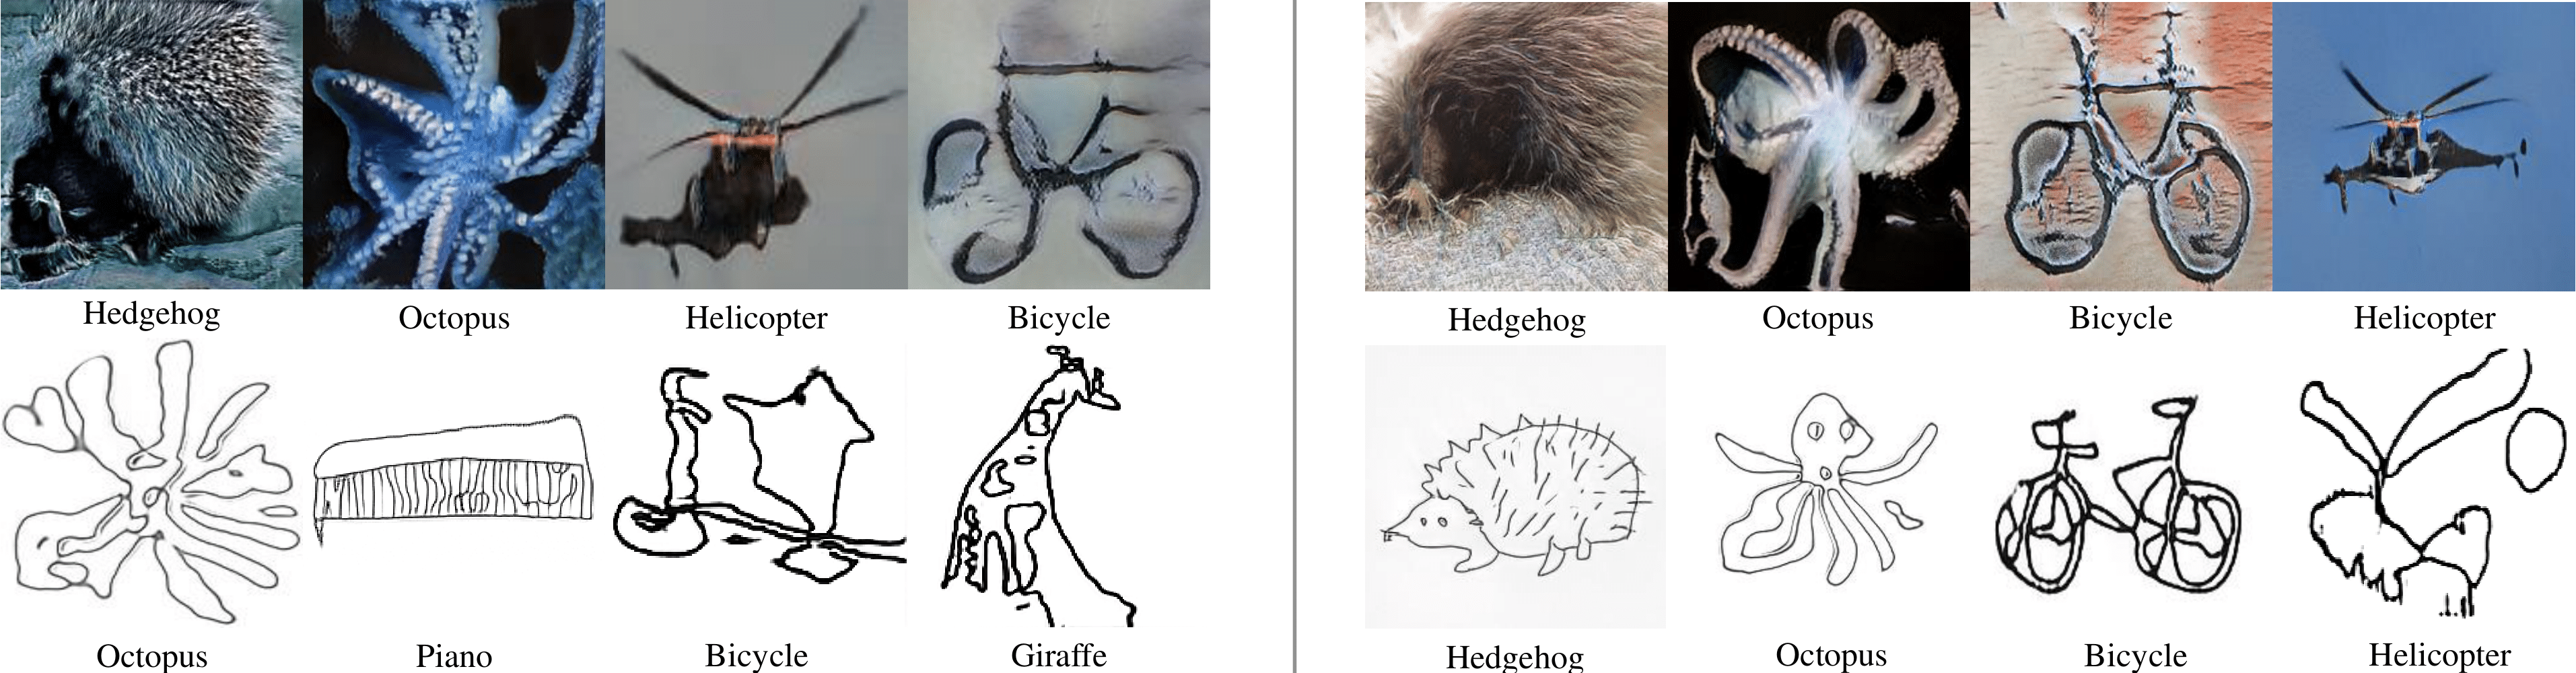 Hedgehog
Octopus
Helicopter
Bicycle
Octopus
Piano
Bicycle
Giraffe
Hedgehog
Octopus
Bicycle
Helicopter
Hedgehog
Octopus
Bicycle
Helicopter